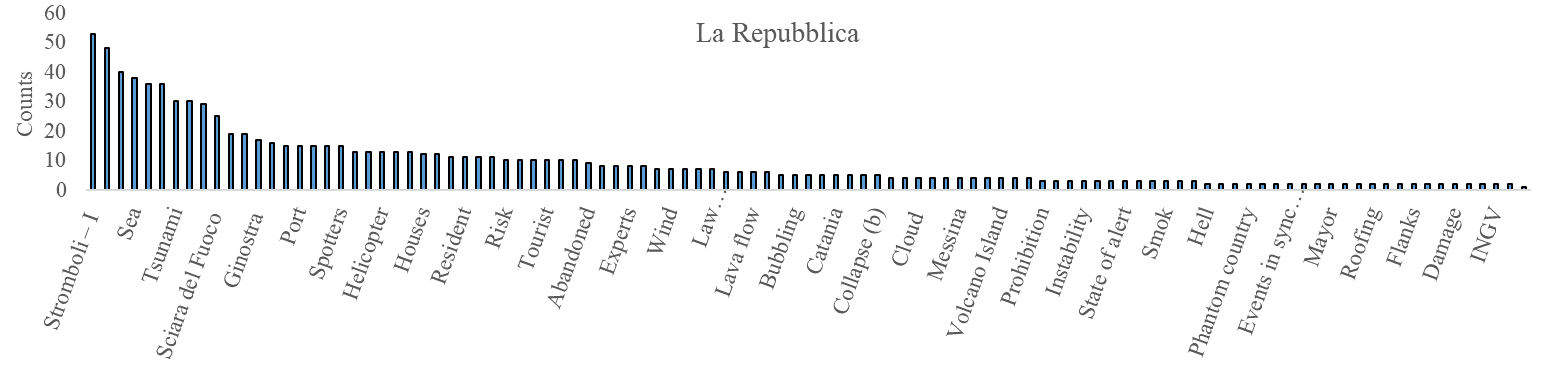 La Repubblica
Counts
60
50
40
30
20
10
0
Stromboli – I
Sea
Tsunami
Sciara del Fuoco
Ginostra
Port
Spotters
Helicopter
Houses
Resident
Risk
Tourist
Abandoned
Experts
Wind
Law…
Lava flow
Bubbling
Catania
Collapse (b)
Cloud
Messina
Volcano Island
Prohibition
Instability
State of alert
Smok
Hell
Phantom country
Events in sync…
Mayor
Roofing
Flanks
Damage
INGV